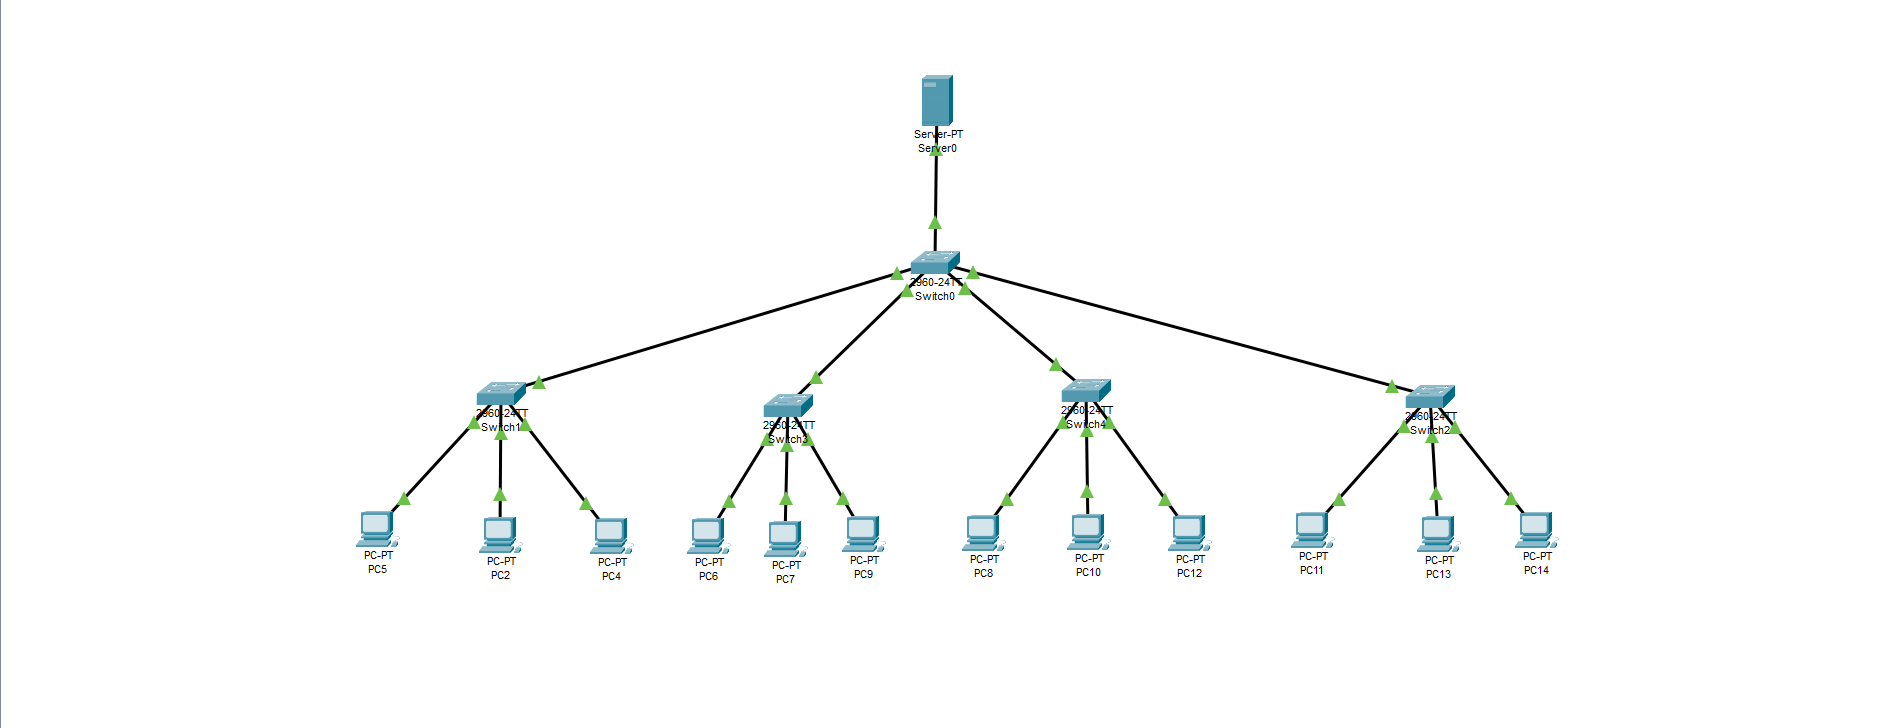 Server-PT
Server0
2960-24TT
Switch0
2960-24TT
Switch1
2960-24TT
Switch3
2960-24TT
Switch4
2960-24TT
Switch2
PC-PT
PC5
PC-PT
PC2
PC-PT
PC4
PC-PT
PC6
PC-PT
PC7
PC-PT
PC9
PC-PT
PC8
PC-PT
PC10
PC-PT
PC12
PC-PT
PC11
PC-PT
PC13
PC-PT
PC14